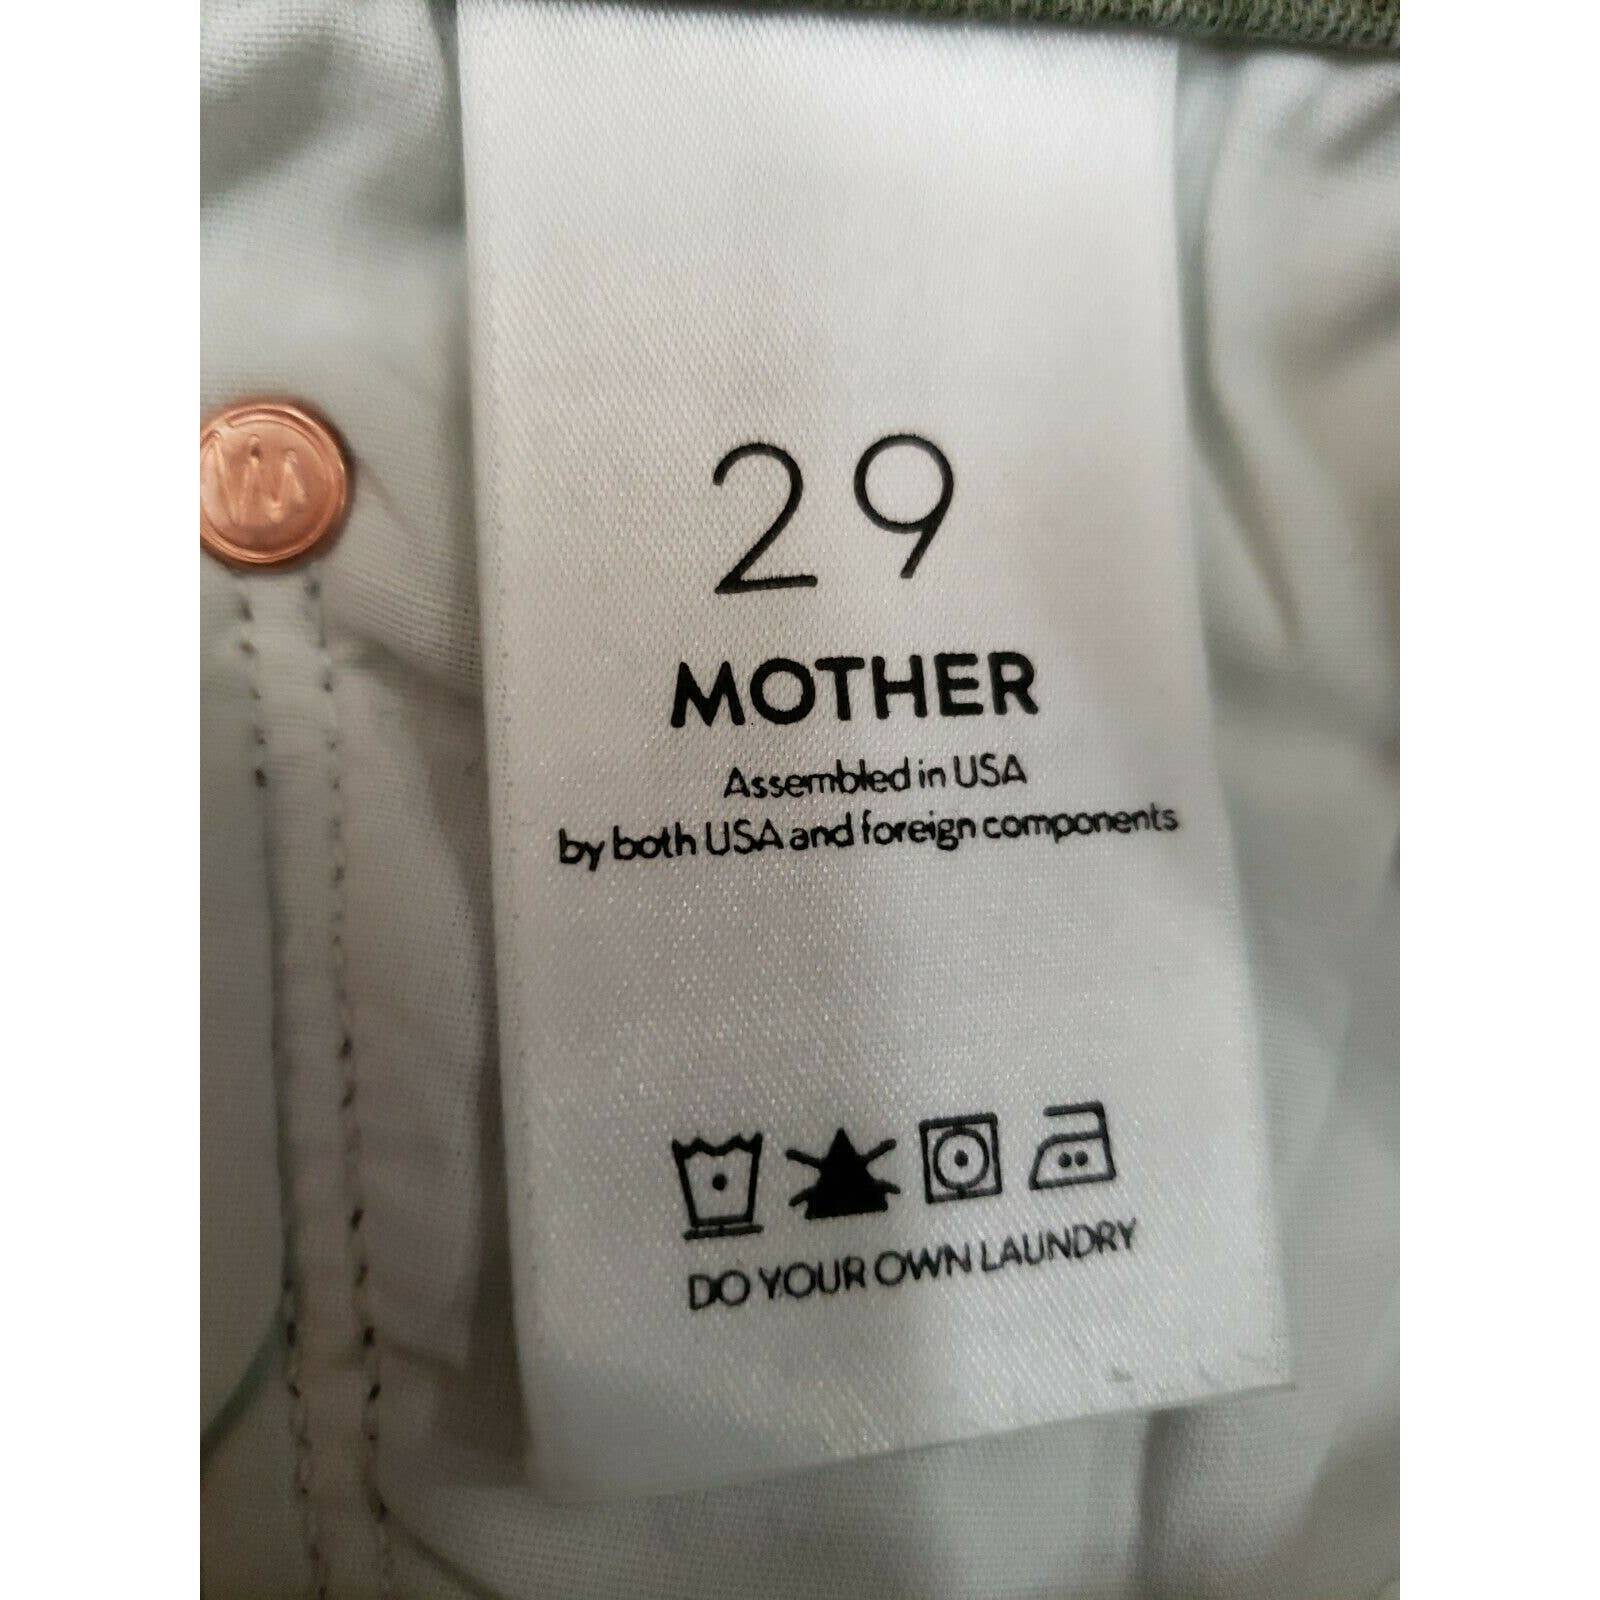 29
MOTHER
Assembled in USA
by both USA and foreign components
DO YOUR OWN LAUNDRY